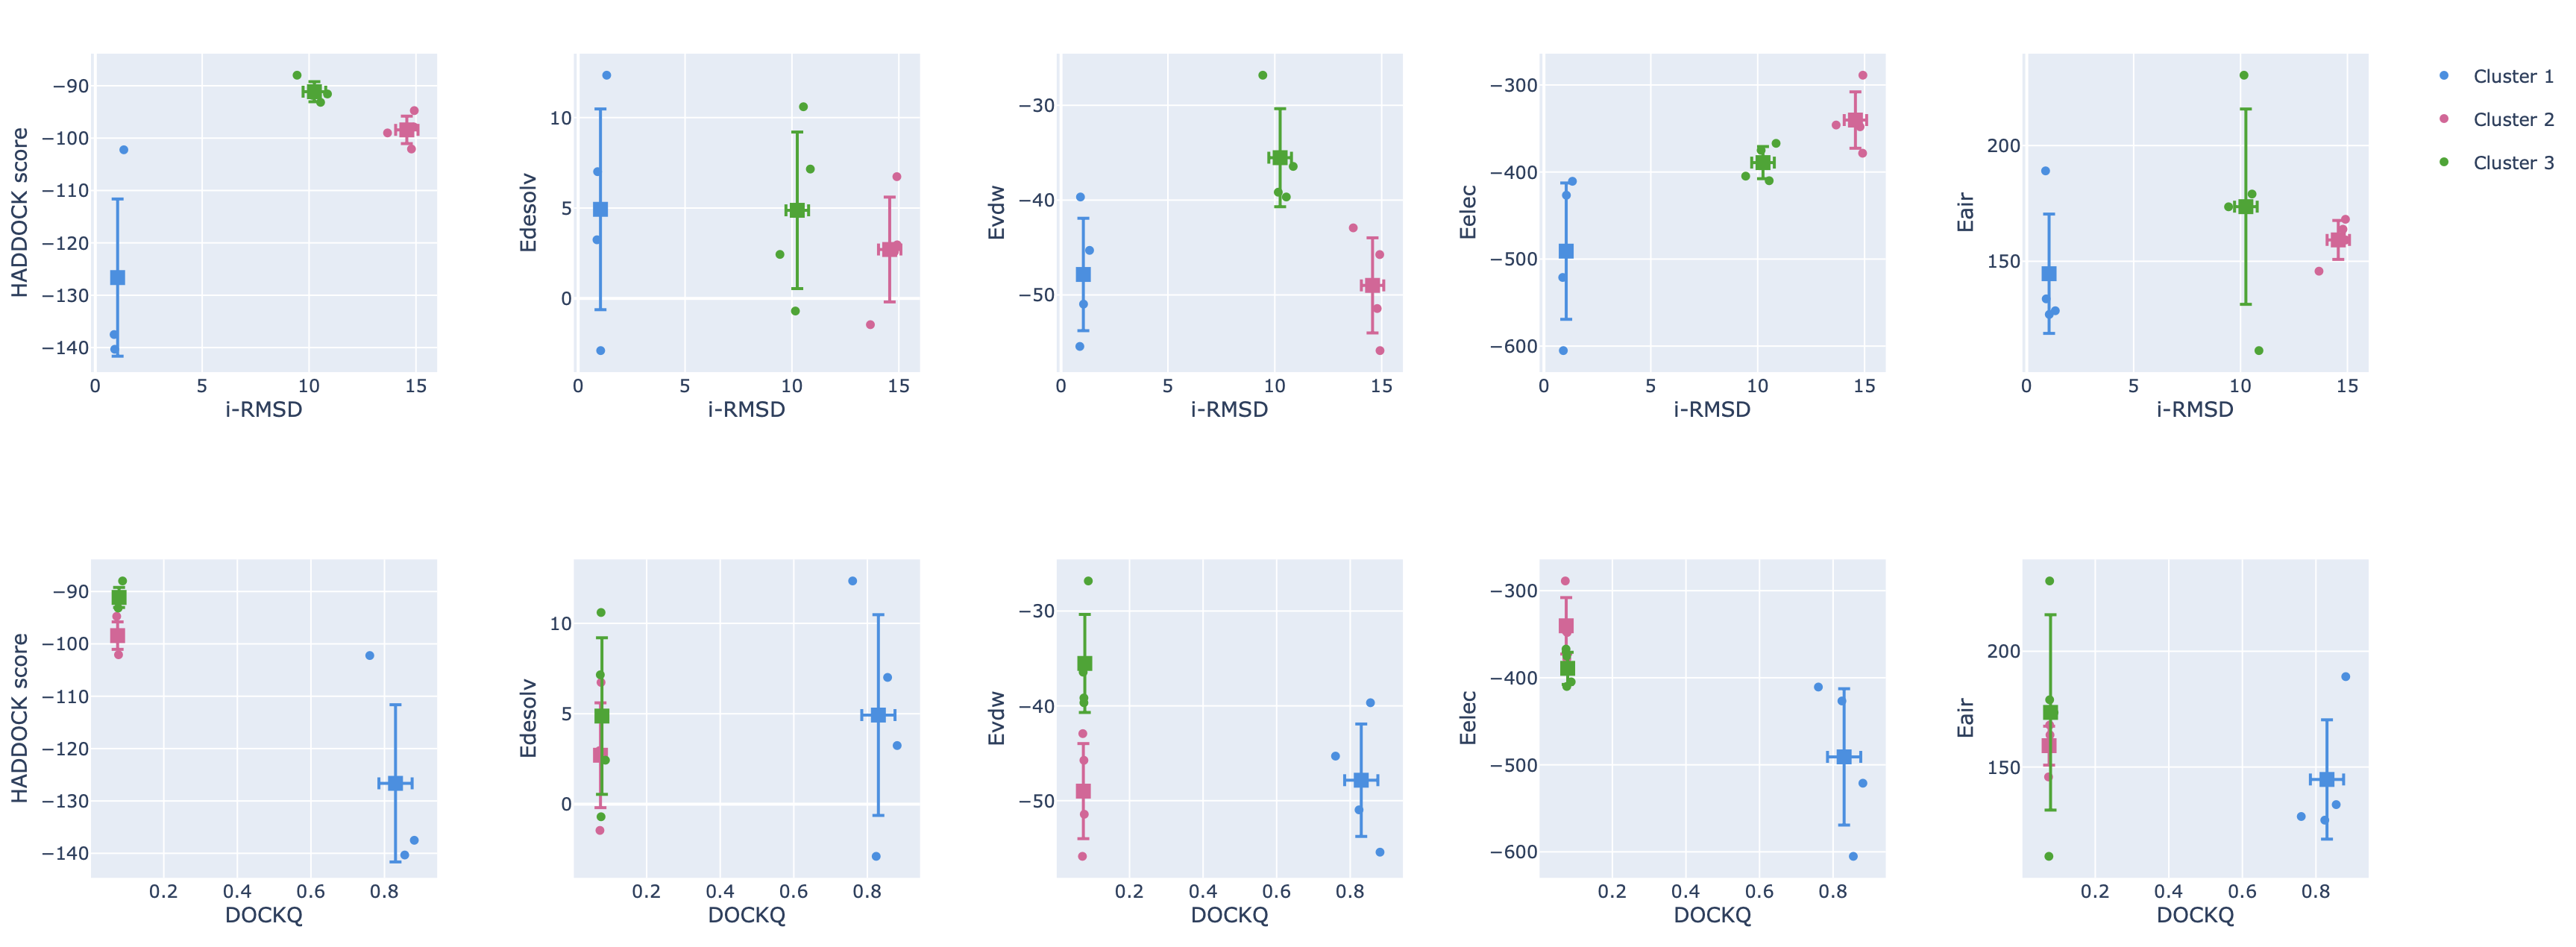 HADDOCK score
−90
−100
−110
−120
−130
−140
0 5 10 15
i-RMSD
Edesolv
10
5
0
0 5 10 15
i-RMSD
Evdw
−30
−40
−50
0 5 10 15
i-RMSD
Eelec
−300
−400
−500
−600
0 5 10 15
i-RMSD
Eair
200
150
0 5 10 15
i-RMSD
Cluster 1
Cluster 2
Cluster 3
HADDOCK score
−90
−100
−110
−120
−130
−140
0.2 0.4 0.6 0.8
DOCKQ
Edesolv
10
5
0
0.2 0.4 0.6 0.8
DOCKQ
Evdw
−30
−40
−50
0.2 0.4 0.6 0.8
DOCKQ
Eelec
−300
−400
−500
−600
0.2 0.4 0.6 0.8
DOCKQ
Eair
200
150
0.2 0.4 0.6 0.8
DOCKQ